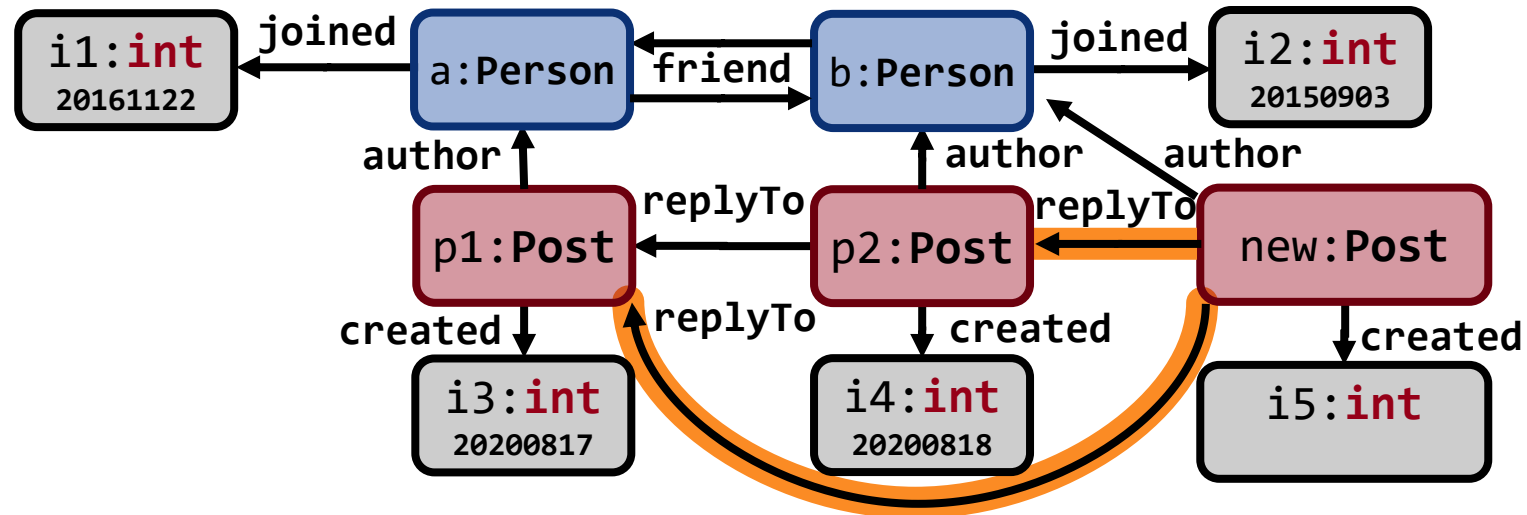 i1:int
20161122
joined
a:Person
friend
b:Person
joined
i2:int
20150903
author
author
author
p1:Post
replyTo
p2:Post
replyTo
new:Post
created
replyTo
created
created
i3:int
20200817
i4:int
20200818
i5:int